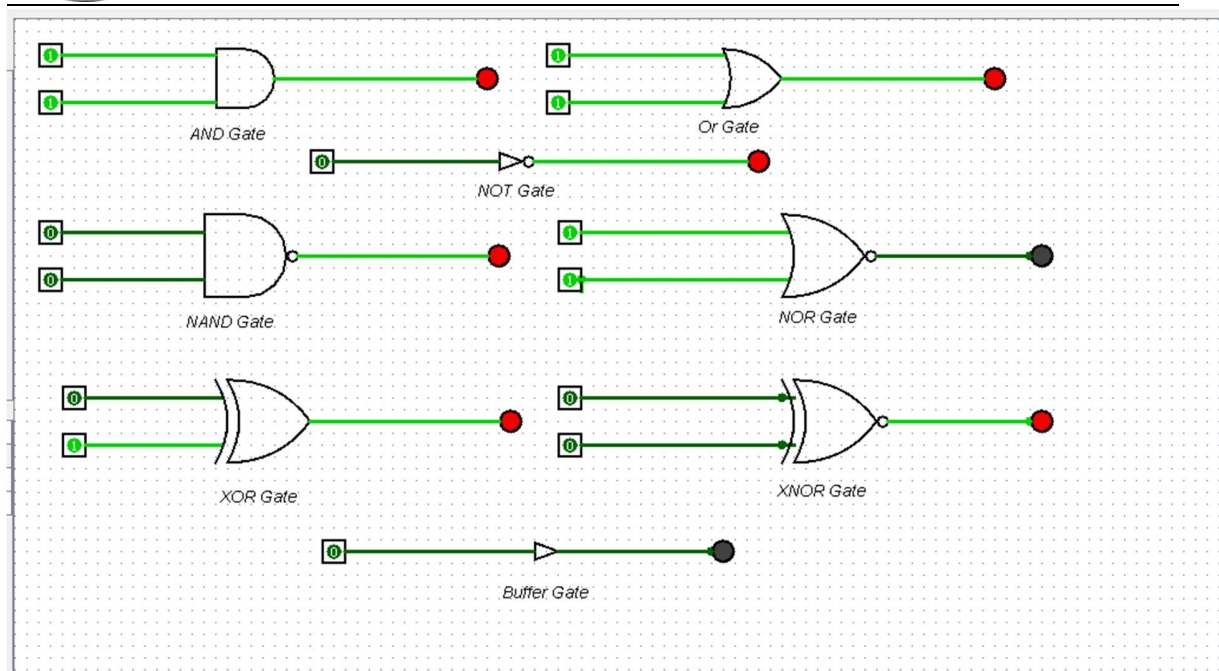 1
1
AND Gate
1
1
Or Gate
0
NOT Gate
0
0
NAND Gate
1
1
NOR Gate
0
1
XOR Gate
0
0
XNOR Gate
0
Buffer Gate